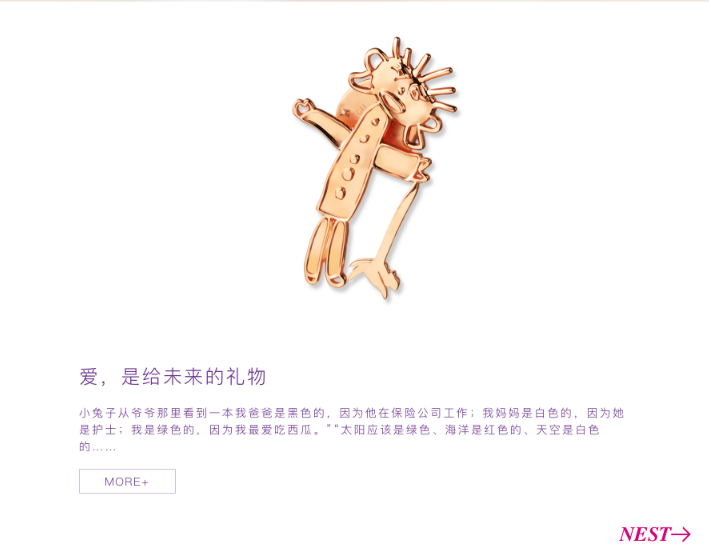 爱，是给未来的礼物
小兔子从爷爷那里看到一本我爸爸是黑色的，因为他在保险公司工作；我妈妈是白色的，因为她
是护士；我是绿色的，因为我最爱吃西瓜。”“太阳应该是绿色、海洋是红色的、天空是白色
的……
MORE+
NEST→